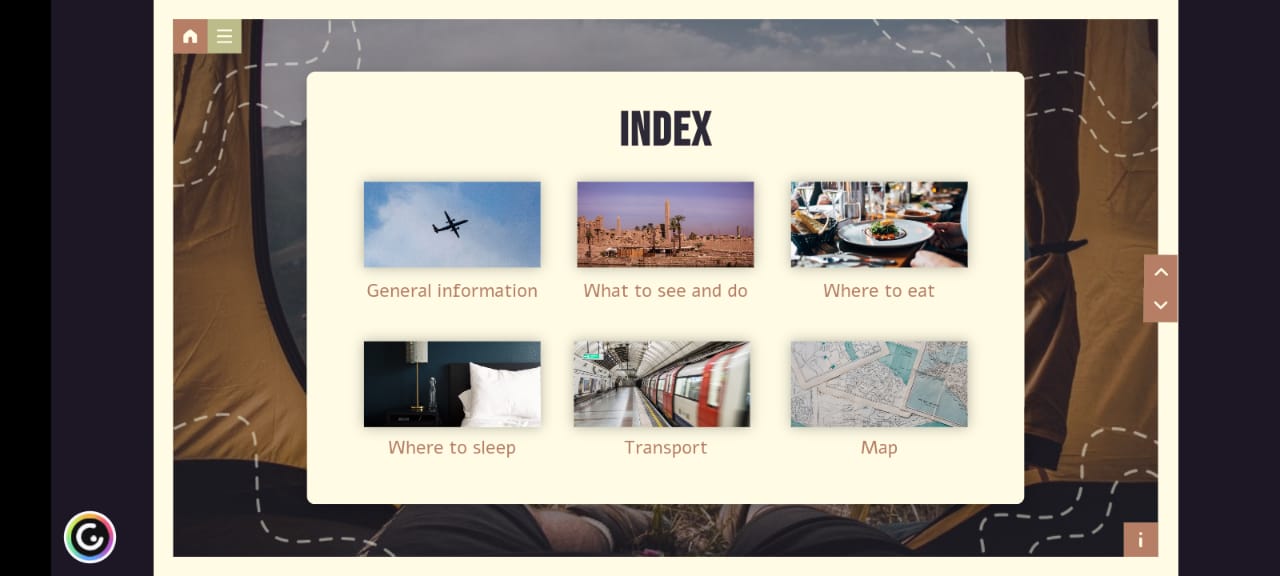 INDEX
General information
What to see and do
Where to eat
Where to sleep
Transport
Map
i